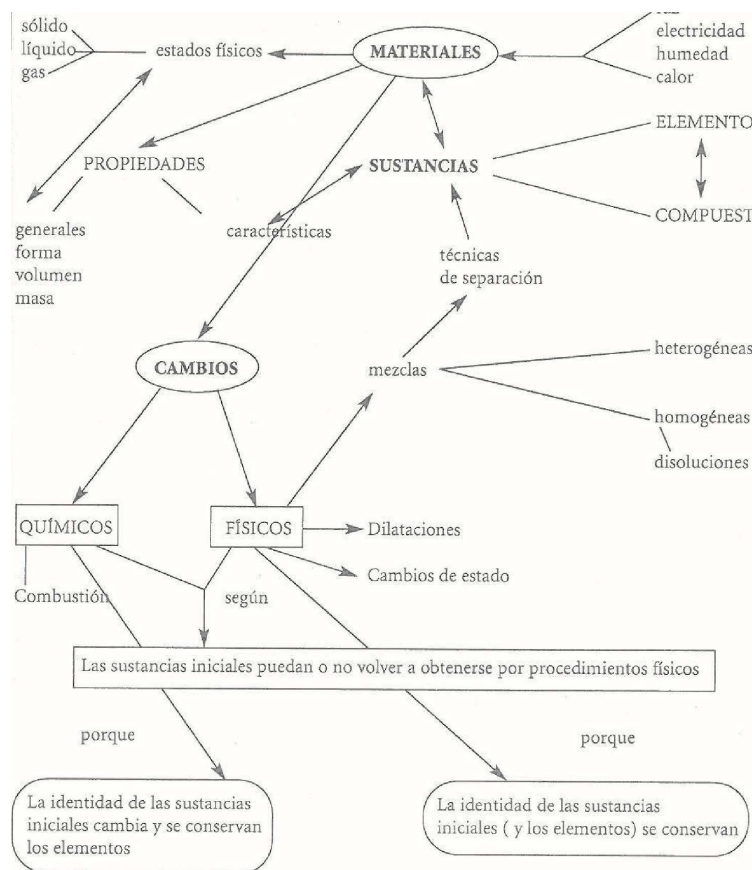 sólido
líquido
gas
estados físicos
MATERIALES
electricidad
humedad
calor
PROPIEDADES
SUSTANCIAS
ELEMENTO
COMPUEST
generales
forma
volumen
masa
características
técnicas
de separación
CAMBIOS
mezclas
heterogéneas
homogéneas
disoluciones
QUÍMICOS
FÍSICOS
Dilataciones
Cambios de estado
Combustión
según
Las sustancias iniciales puedan o no volver a obtenerse por procedimientos físicos
porque
porque
La identidad de las sustancias
iniciales cambia y se conservan
los elementos
La identidad de las sustancias
iniciales ( y los elementos) se conservan